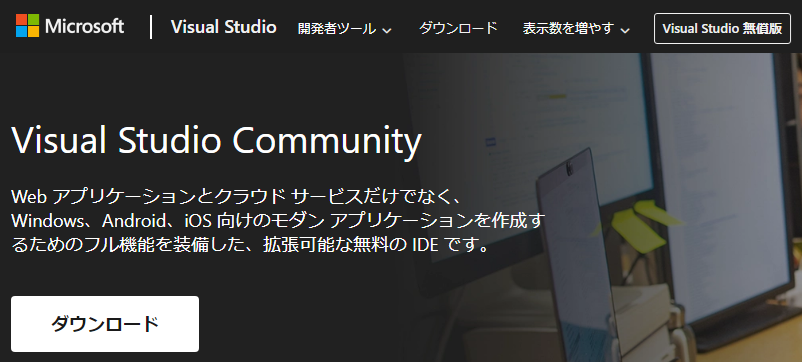 Microsoft Visual Studio 開発者ツール ダウンロード 表示数を増やす Visual Studio 無償版
Visual Studio Community
Web アプリケーションとクラウド サービスだけでなく、
Windows、Android、iOS 向けのモダン アプリケーションを作成す
るためのフル機能を装備した、拡張可能な無料の IDE です。
ダウンロード